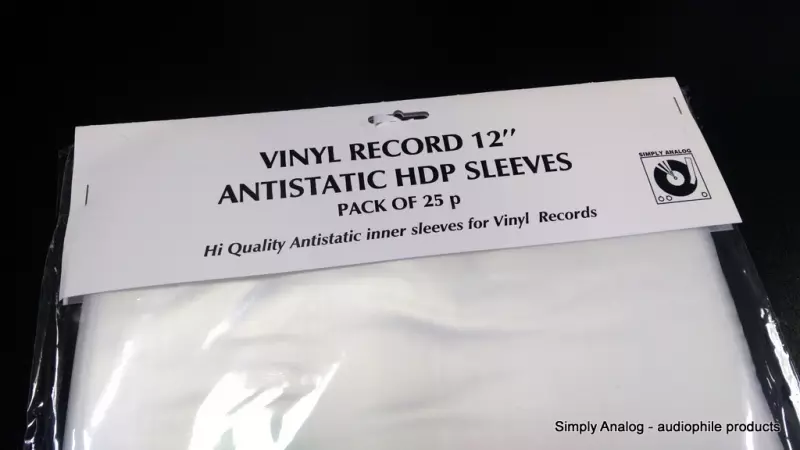 VINYL RECORD 12''
ANTISTATIC HDP SLEEVES
PACK OF 25 p
Hi Quality Antistatic inner sleeves for Vinyl Records
SIMPLY ANALOG
Simply Analog - audiophile products